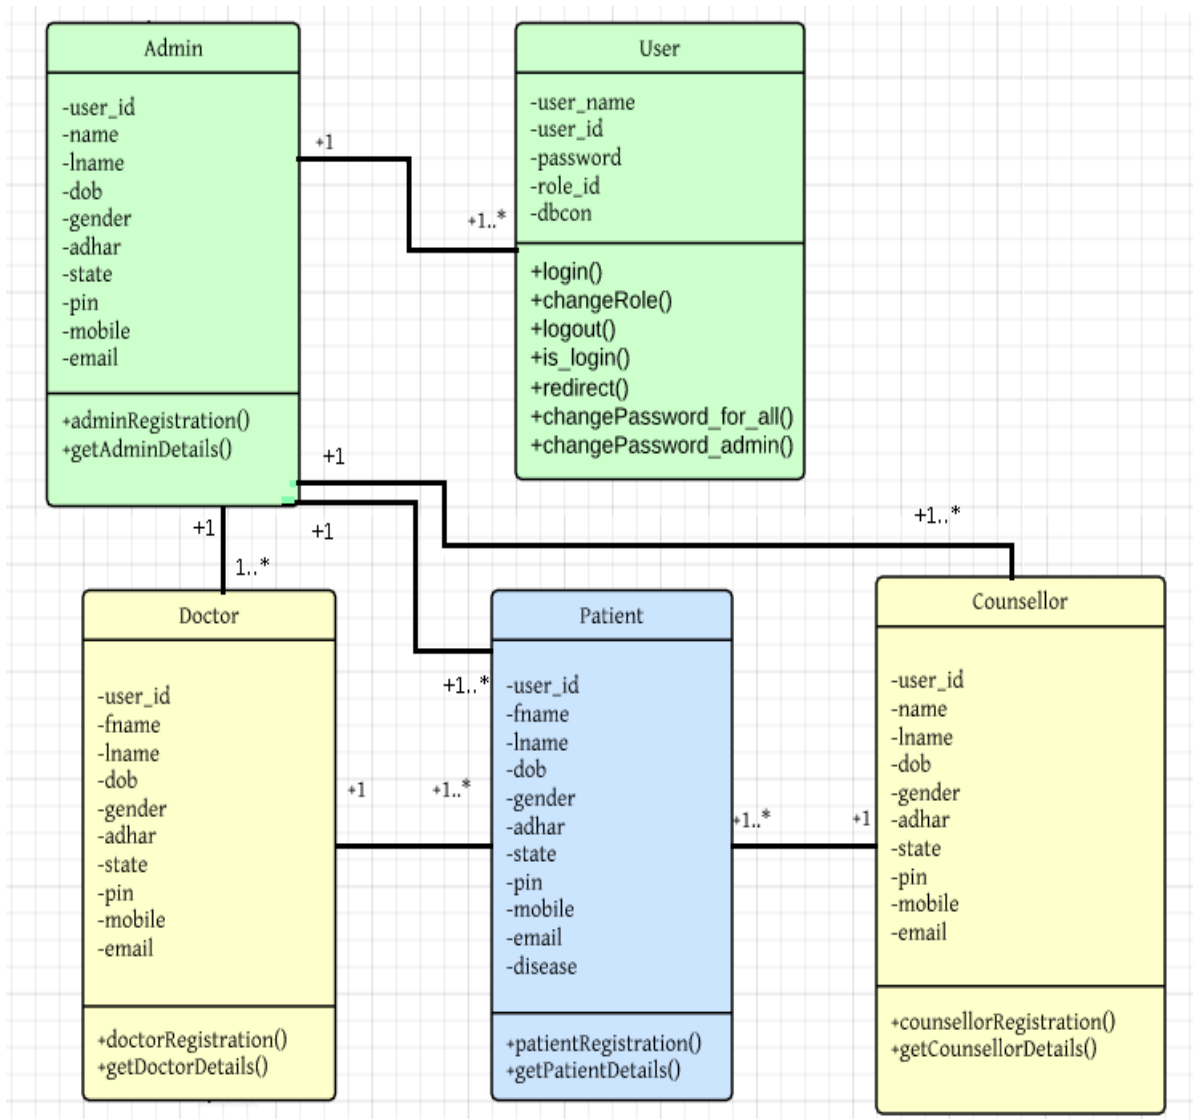 Admin
-user_id
-name
-lname
-dob
-gender
-adhar
-state
-pin
-mobile
-email
+adminRegistration()
+getAdminDetails()
+1
+1..*
User
-user_name
-user_id
-password
-role_id
-dbcon
+login()
+changeRole()
+logout()
+is_login()
+redirect()
+changePassword_for_all()
+changePassword_admin()
+1
+1..*
+1
+1..*
+1
1..*
Doctor
-user_id
-fname
-lname
-dob
-gender
-adhar
-state
-pin
-mobile
-email
+doctorRegistration()
+getDoctorDetails()
+1
+1..*
Patient
-user_id
-fname
-lname
-dob
-gender
-adhar
-state
-pin
-mobile
-email
-disease
+patientRegistration()
+getPatientDetails()
+1..*
+1
Counsellor
-user_id
-name
-lname
-dob
-gender
-adhar
-state
-pin
-mobile
-email
+counsellorRegistration()
+getCounsellorDetails()